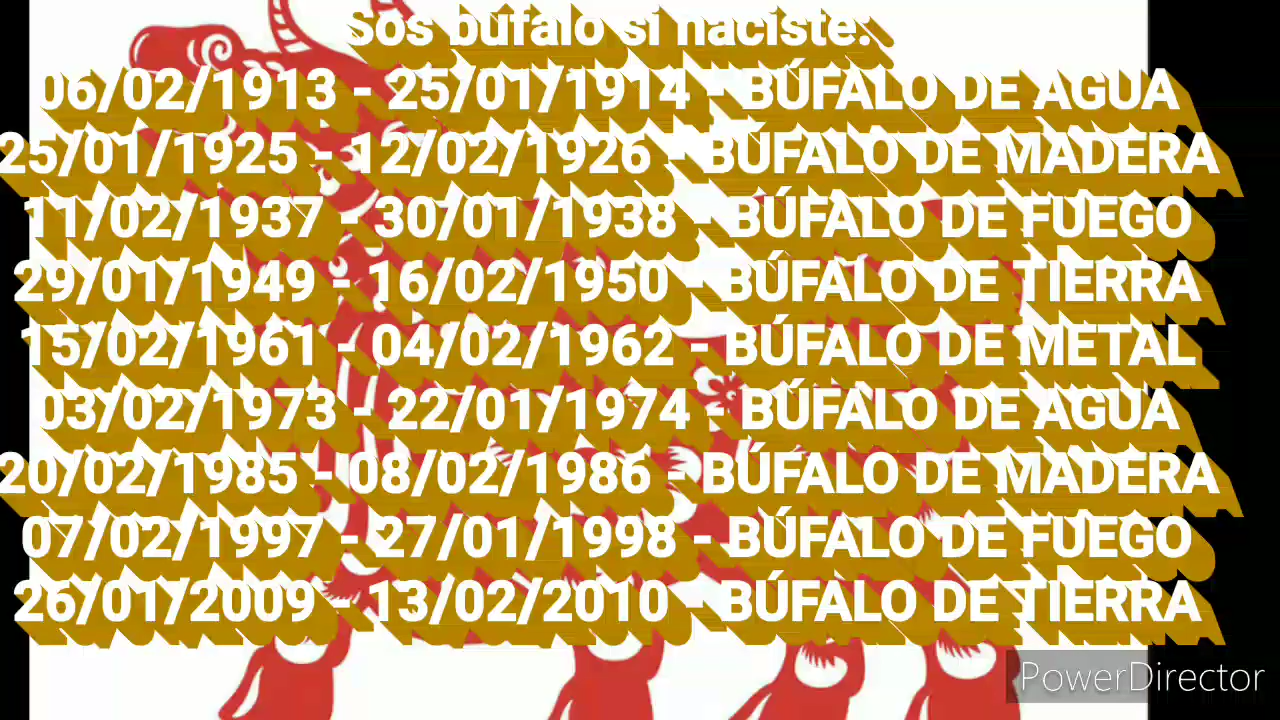 Sos búfalo si naciste:
06/02/1913 - 25/01/1914 - BÚFALO DE AGUA
25/01/1925 - 12/02/1926 - BÚFALO DE MADERA
11/02/1937 - 30/01/1938 - BÚFALO DE FUEGO
29/01/1949 - 16/02/1950 - BÚFALO DE TIERRA
15/02/1961 - 04/02/1962 - BÚFALO DE METAL
03/02/1973 - 22/01/1974 - BÚFALO DE AGUA
20/02/1985 - 08/02/1986 - BÚFALO DE MADERA
07/02/1997 - 27/01/1998 - BÚFALO DE FUEGO
26/01/2009 - 13/02/2010 - BÚFALO DE TIERRA
PowerDirector